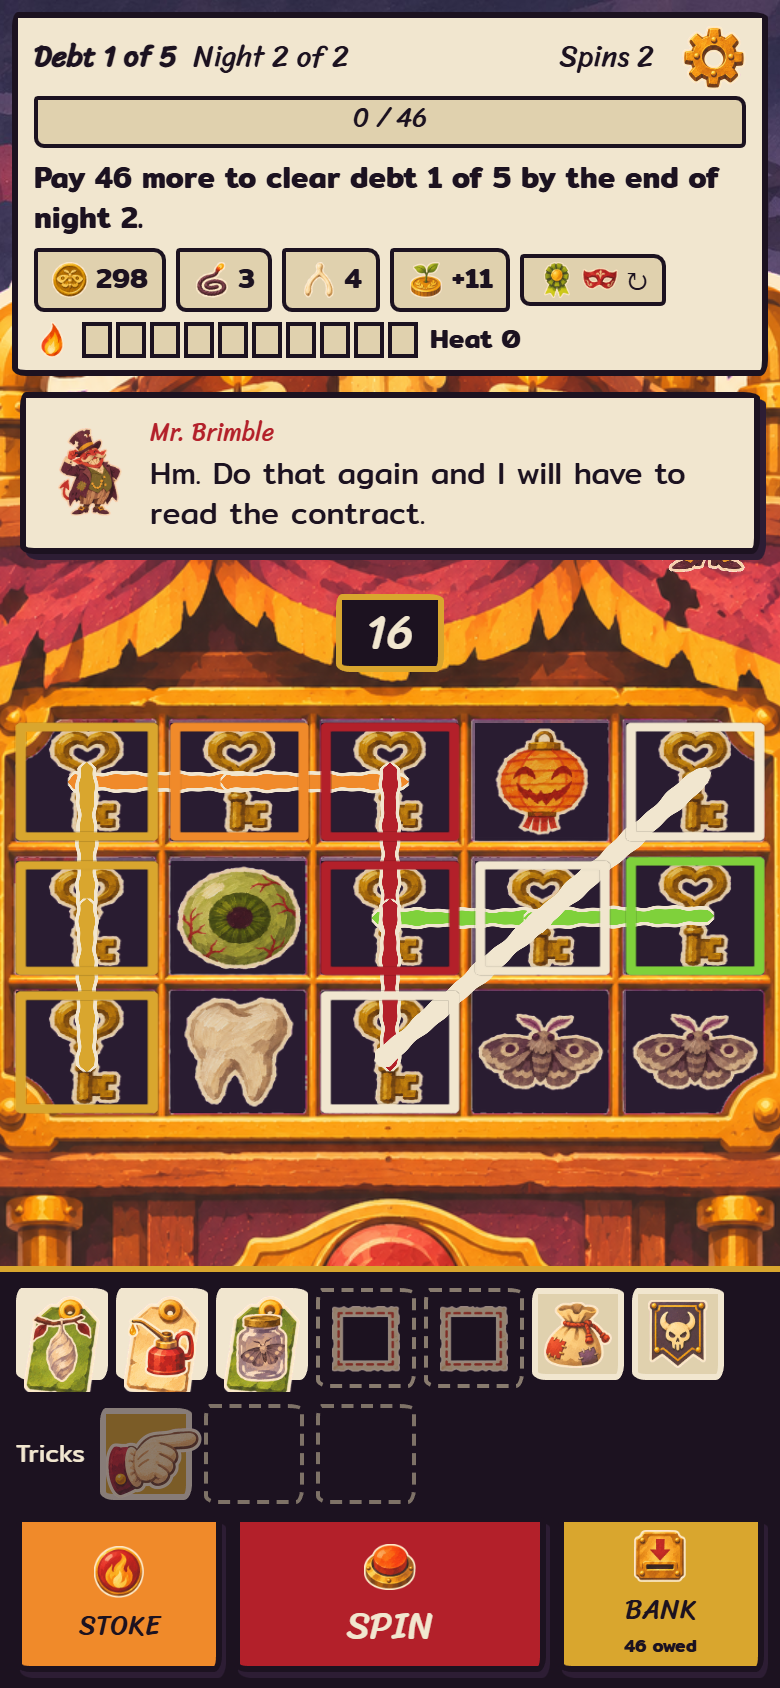 Debt 1 of 5 Night 2 of 2 Spins 2
0 / 46
Pay 46 more to clear debt 1 of 5 by the end of
night 2.
298 3 4 +11
Heat 0
Mr. Brimble
Hm. Do that again and I will have to
read the contract.
16
Tricks
STOKE SPIN BANK
46 owed